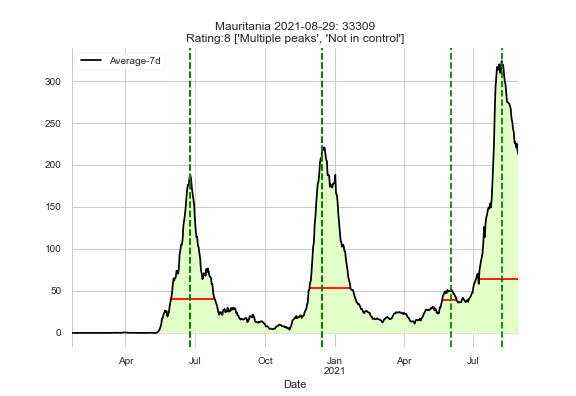 Mauritania 2021-08-29: 33309
Rating:8 ['Multiple peaks', 'Not in control']
Average-7d
300
250
200
150
100
50
0
Apr
Jul
Oct
Jan
2021
Apr
Jul
Date